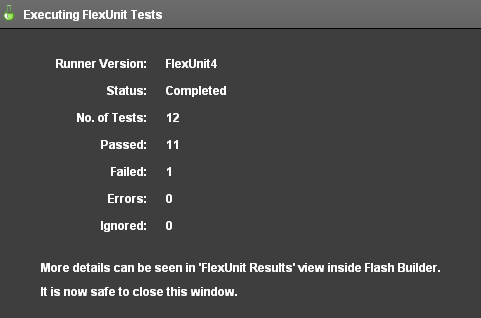 Executing FlexUnit Tests
Runner Version: FlexUnit4
Status: Completed
No. of Tests: 12
Passed: 11
Failed: 1
Errors: 0
Ignored: 0
More details can be seen in 'FlexUnit Results' view inside Flash Builder.
It is now safe to close this window.